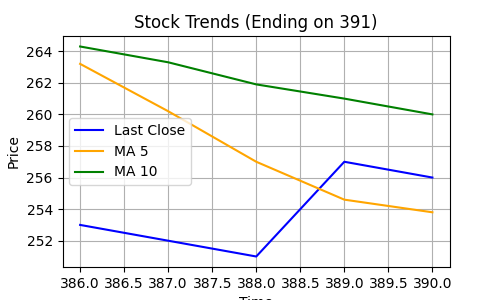 Stock Trends (Ending on 391)
Price
264
262
260
258
256
254
252
Last Close
MA 5
MA 10
386.0 386.5 387.0 387.5 388.0 388.5 389.0 389.5 390.0
Time